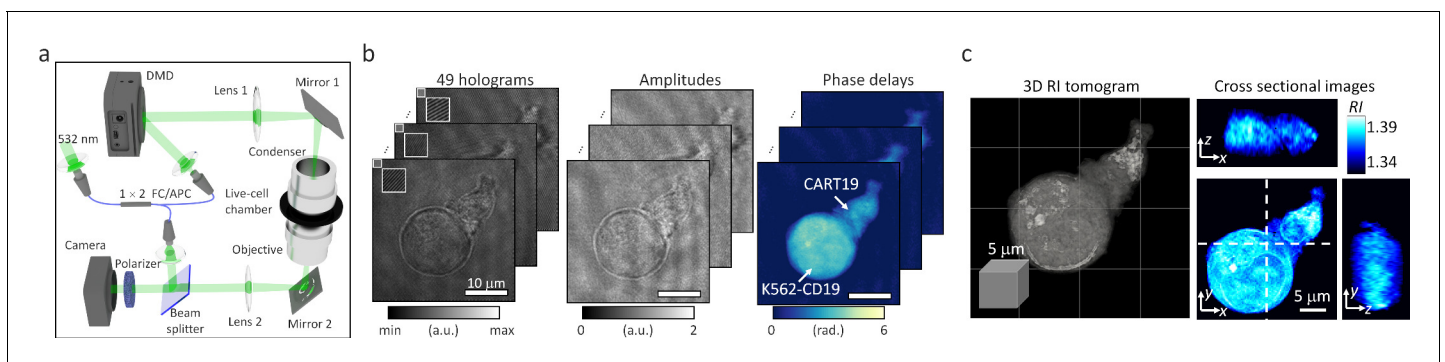 a
DMD
Lens 1
Mirror 1
532 nm
Condenser
1 × 2 FC/APC
Live-cell
chamber
Camera
Objective
Polarizer
Beam
splitter
Lens 2
Mirror 2
b
49 holograms
Amplitudes
Phase delays
CART19
K562-CD19
10 μm
min (a.u.) max
0 (a.u.) 2
0 (rad.) 6
c
3D RI tomogram
Cross sectional images
RI
1.39
1.34
z
x
5 μm
y
x
5 μm
y
z